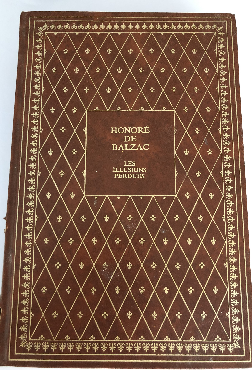 HONORÉ
DE
BALZAC
LES
ILLUSIONS
PERDUES